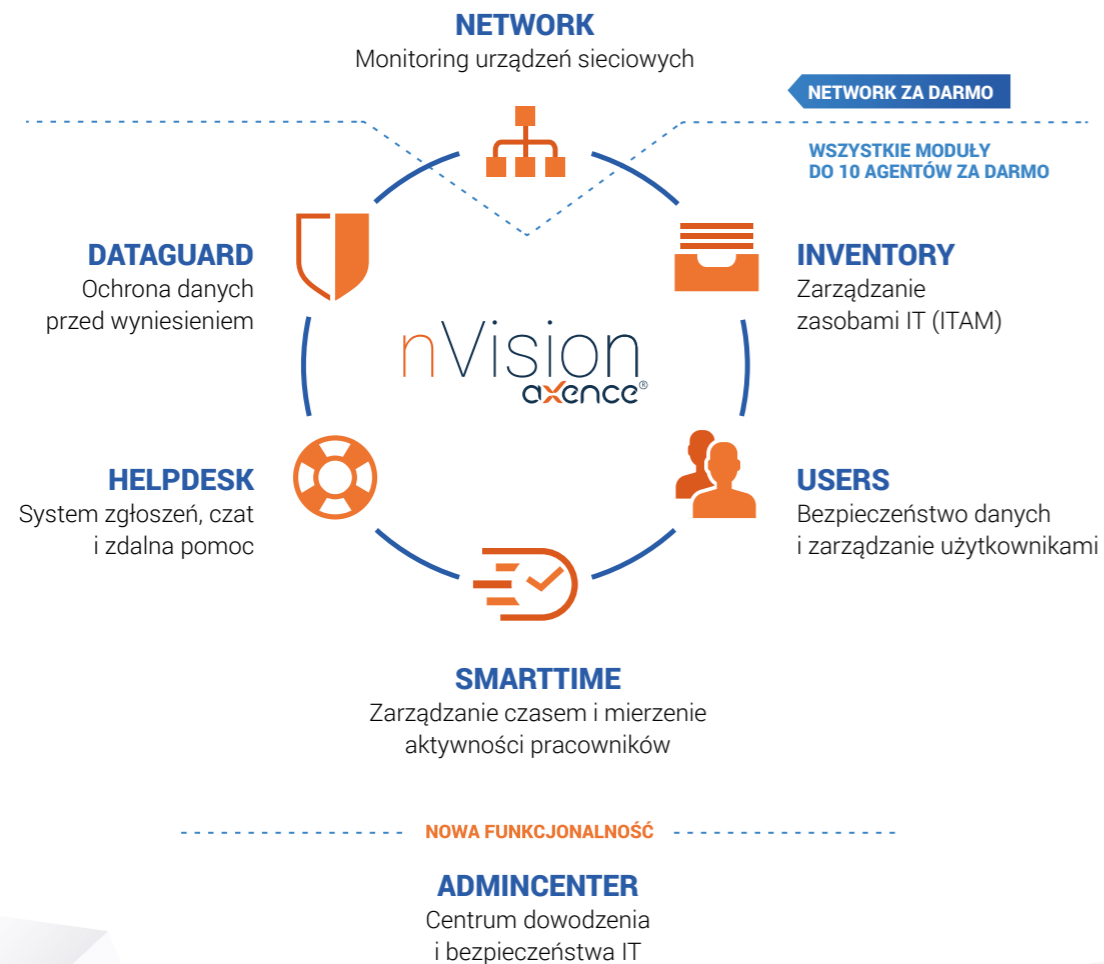 NETWORK
Monitoring urządzeń sieciowych
NETWORK ZA DARMO
WSZYSTKIE MODUŁY
DO 10 AGENTÓW ZA DARMO
DATAGUARD
Ochrona danych
przed wyniesieniem
INVENTORY
Zarządzanie
zasobami IT (ITAM)
nVision
axence®
HELPDESK
System zgłoszeń, czat
i zdalna pomoc
USERS
Bezpieczeństwo danych
i zarządzanie użytkownikami
SMARTTIME
Zarządzanie czasem i mierzenie
aktywności pracowników
NOWA FUNKCJONALNOŚĆ
ADMINCENTER
Centrum dowodzenia
i bezpieczeństwa IT